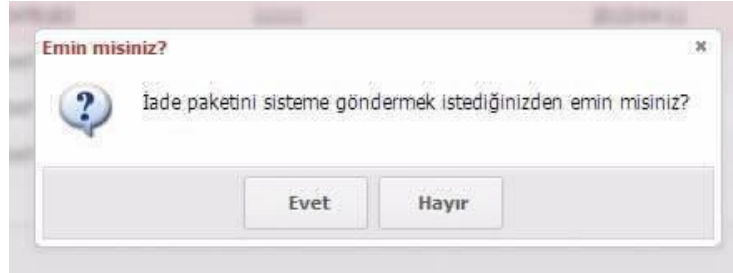 Emin misiniz?
İade paketini sisteme göndermek istediğinizden emin misiniz?
Evet
Hayır